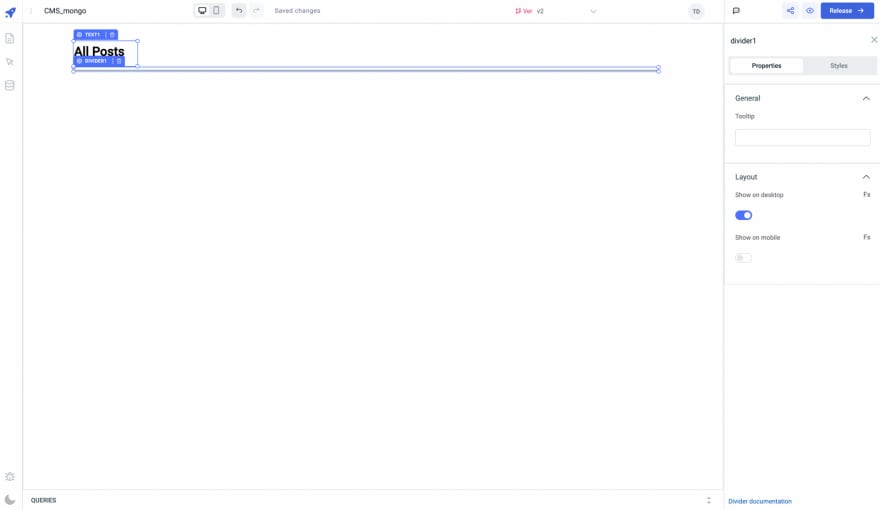 CMS_mongo
Saved changes
Ver v2
TD
Release
TEXT1
All Posts
DIVIDER1
divider1
Properties
Styles
General
Tooltip
Layout
Show on desktop
Fx
Show on mobile
Fx
QUERIES
Divider documentation